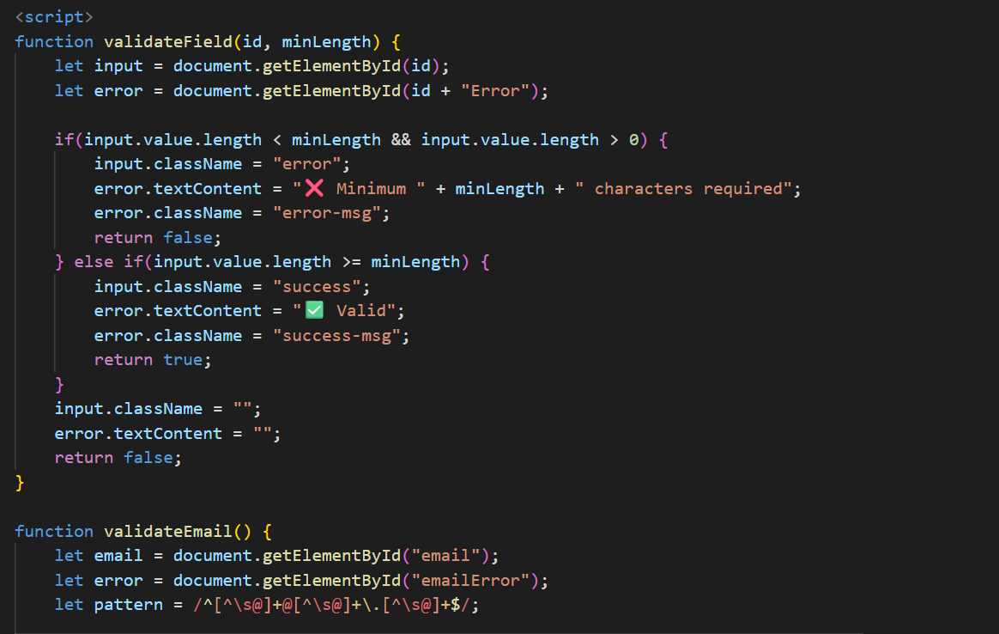 <script>
function validateField(id, minLength) {
    let input = document.getElementById(id);
    let error = document.getElementById(id + "Error");

    if(input.value.length < minLength && input.value.length > 0) {
        input.className = "error";
        error.textContent = "❌ Minimum " + minLength + " characters required";
        error.className = "error-msg";
        return false;
    } else if(input.value.length >= minLength) {
        input.className = "success";
        error.textContent = "✅ Valid";
        error.className = "success-msg";
        return true;
    }
    input.className = "";
    error.textContent = "";
    return false;
}

function validateEmail() {
    let email = document.getElementById("email");
    let error = document.getElementById("emailError");
    let pattern = /^[^\s@]+@[^\s@]+\.[^\s@]+$/;